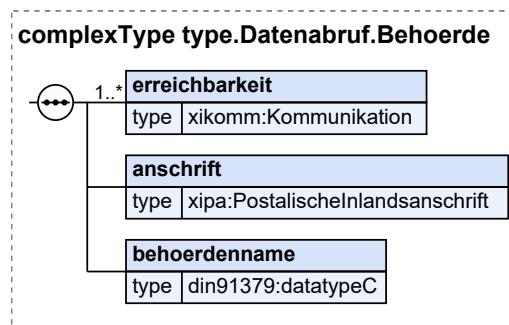 complexType type.Datenabruf.Behoerde
1..*
erreichbarkeit
type xikomm:Kommunikation
anschrift
type xipa:PostalischeInlandsanschrift
behoerdenname
type din91379:datatypeC